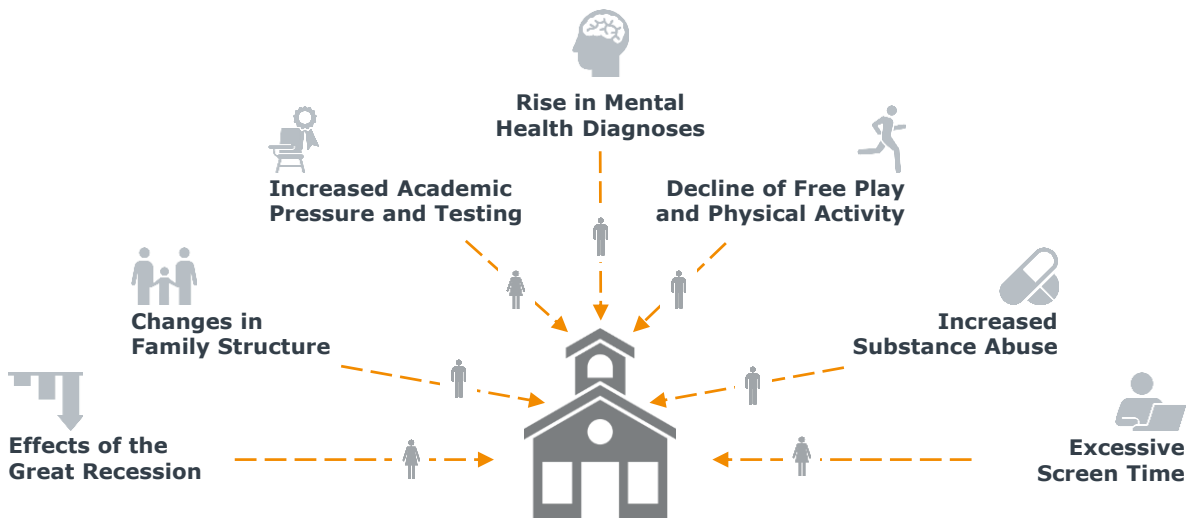 Rise in Mental
Health Diagnoses
Increased Academic
Pressure and Testing
Decline of Free Play
and Physical Activity
Changes in
Family Structure
Increased
Substance Abuse
Effects of the
Great Recession
Excessive
Screen Time